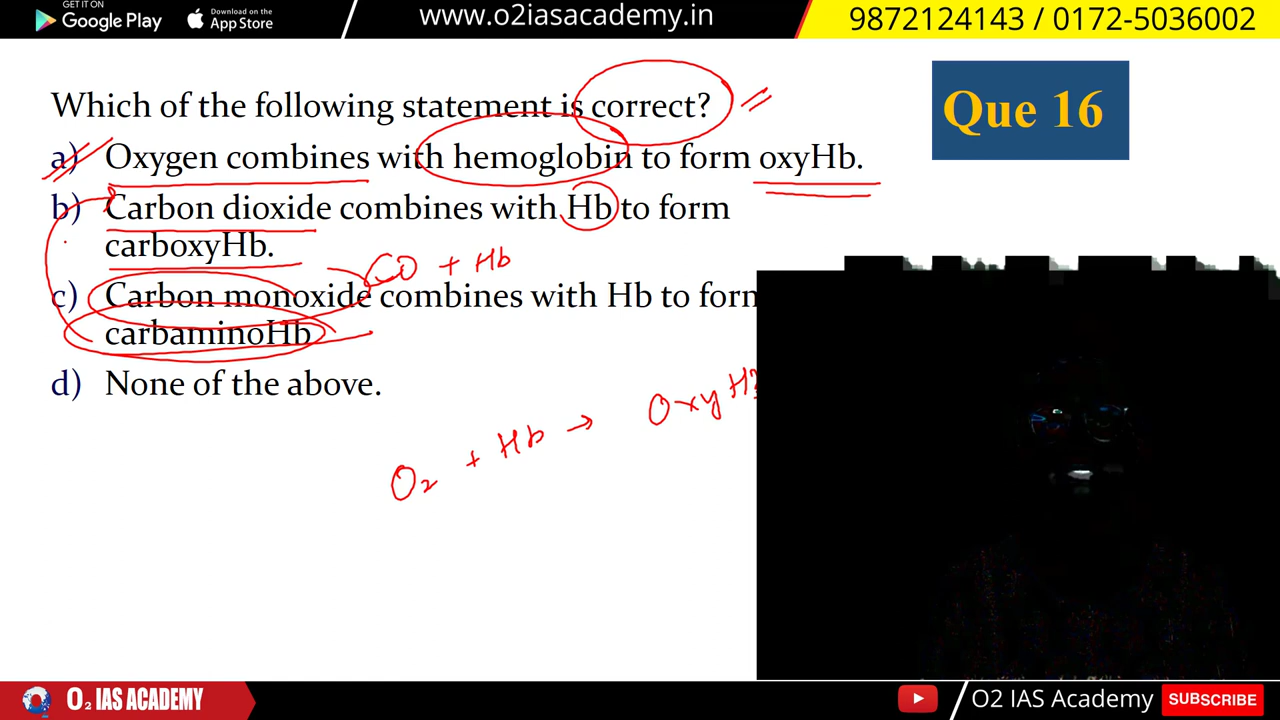 GET IT ON
Google Play
Download on the
App Store
www.o2iasacademy.in
9872124143 / 0172-5036002
Which of the following statement is correct?
Que 16
a) Oxygen combines with hemoglobin to form oxyHb.
b) Carbon dioxide combines with Hb to form
carboxyHb.
CO + Hb
c) Carbon monoxide combines with Hb to form
carbaminoHb
d) None of the above.
O2 + Hb → Oxy Hb
O2 IAS ACADEMY
O2 IAS Academy
SUBSCRIBE